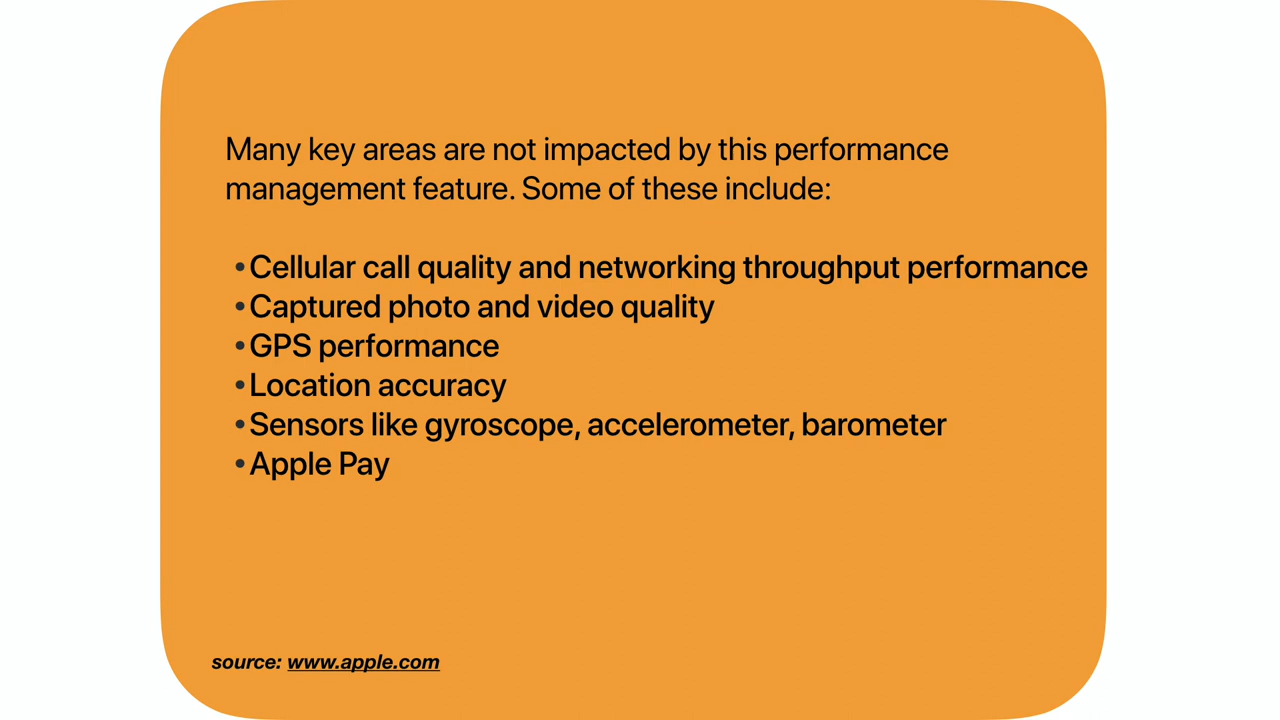 Many key areas are not impacted by this performance
management feature. Some of these include:
•Cellular call quality and networking throughput performance
•Captured photo and video quality
•GPS performance
•Location accuracy
•Sensors like gyroscope, accelerometer, barometer
•Apple Pay
source: www.apple.com